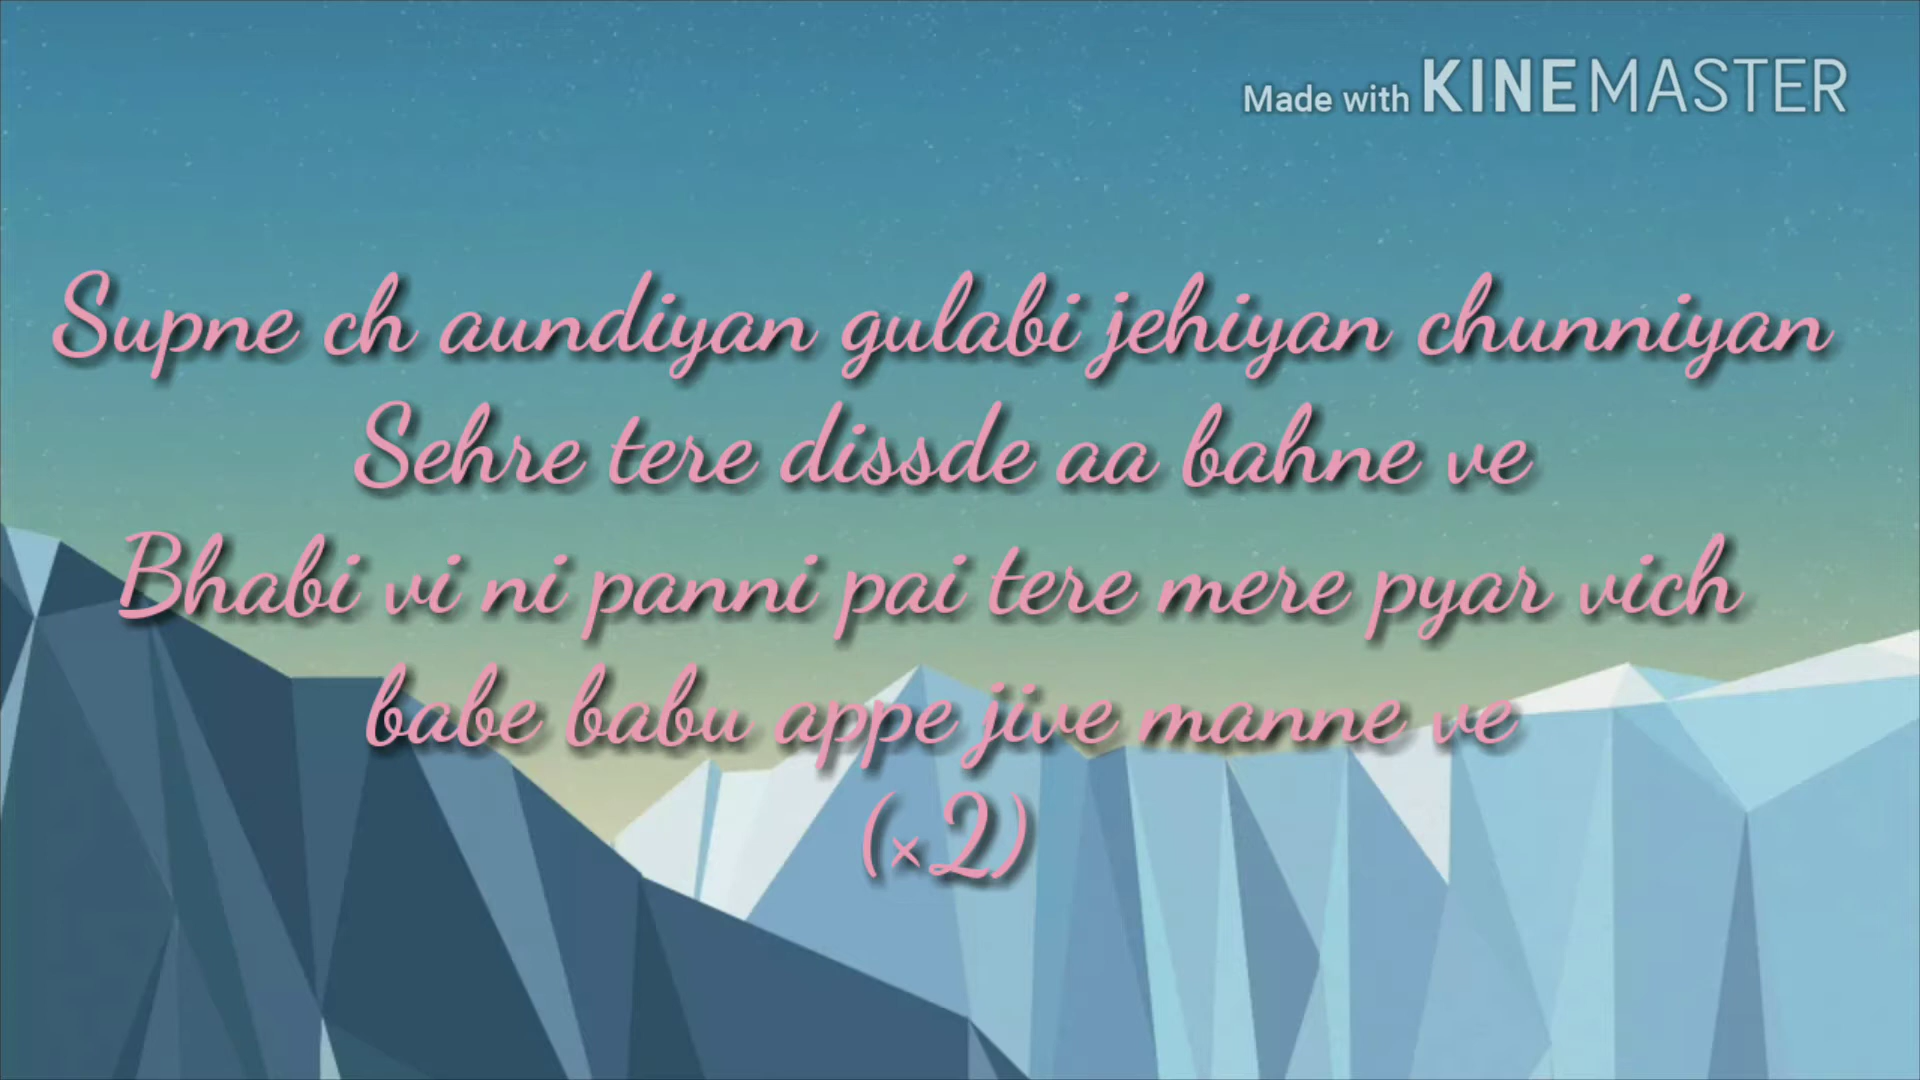 Made with KINEMASTER
Supne ch aundiyan gulabi jehiyan chunniyan
Sehre tere dissde aa bahne ve
Bhabi vi ni panni pai tere mere pyar vich
babe babu appe jive manne ve
(×2)